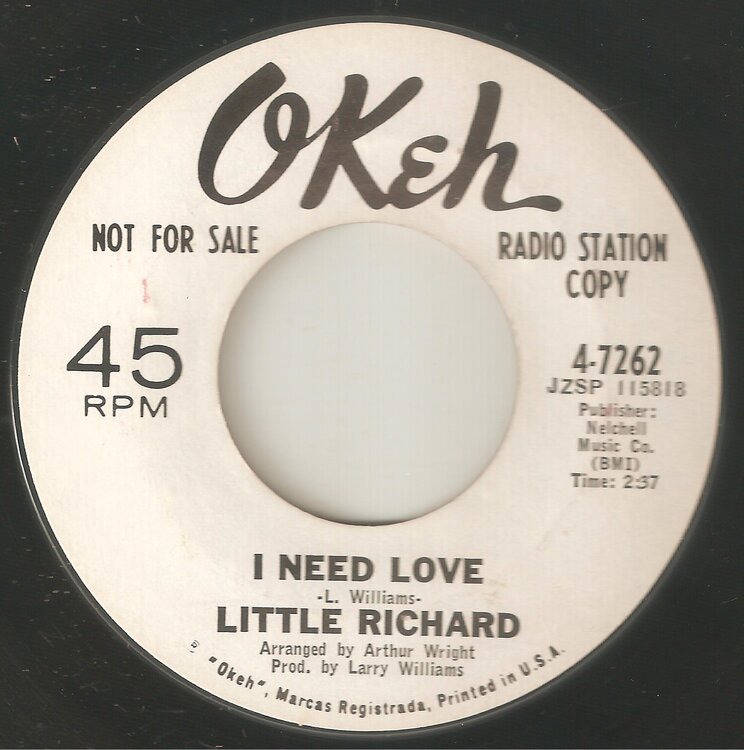 OKeh
NOT FOR SALE
RADIO STATION
COPY
45
RPM
4-7262
JZSP 115818
Publisher:
Nelchell
Music Co.
(BMI)
Time: 2:37
I NEED LOVE
-L. Williams-
LITTLE RICHARD
Arranged by Arthur Wright
Prod. by Larry Williams
"Okeh", Marcas Registrada, Printed in U.S.A.